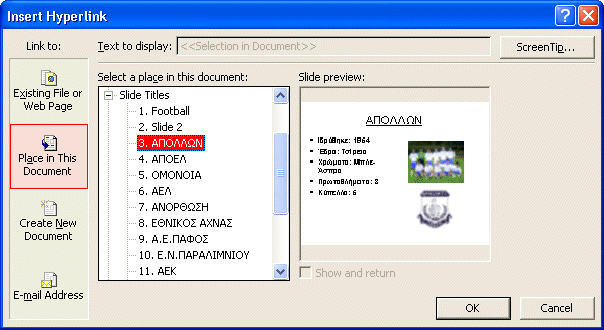 Insert Hyperlink
Link to:
Text to display:
<<Selection in Document>>
ScreenTip...
Existing File or
Web Page
Place in This
Document
Create New
Document
E-mail Address
Select a place in this document:
Slide Titles
1. Football
2. Slide 2
3. ΑΠΟΛΛΩΝ
4. ΑΠΟΕΛ
5. ΟΜΟΝΟΙΑ
6. ΑΕΛ
7. ΑΝΟΡΘΩΣΗ
8. ΕΘΝΙΚΟΣ ΑΧΝΑΣ
9. Α.Ε.ΠΑΦΟΣ
10. Ε.Ν.ΠΑΡΑΛΙΜΝΙΟΥ
11. ΑΕΚ
Slide preview:
ΑΠΟΛΛΩΝ
• Ιδρύθηκε: 1954
• Έδρα: Τσίρειο
• Χρώματα: Μπλε-
Άσπρο
• Πρωταθλήματα: 3
• Κύπελλα: 5
Show and return
OK
Cancel